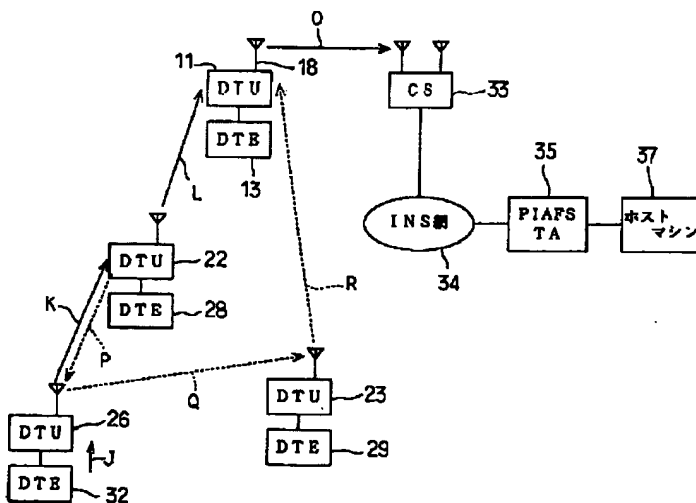 O
11
18
DTU
CS
33
DTE
L
13
35
37
INS網
PIAFS
TA
ホスト
マシン
34
DTU
22
R
K
DTE
28
P
Q
DTU
23
DTU
26
J
DTE
29
DTE
32